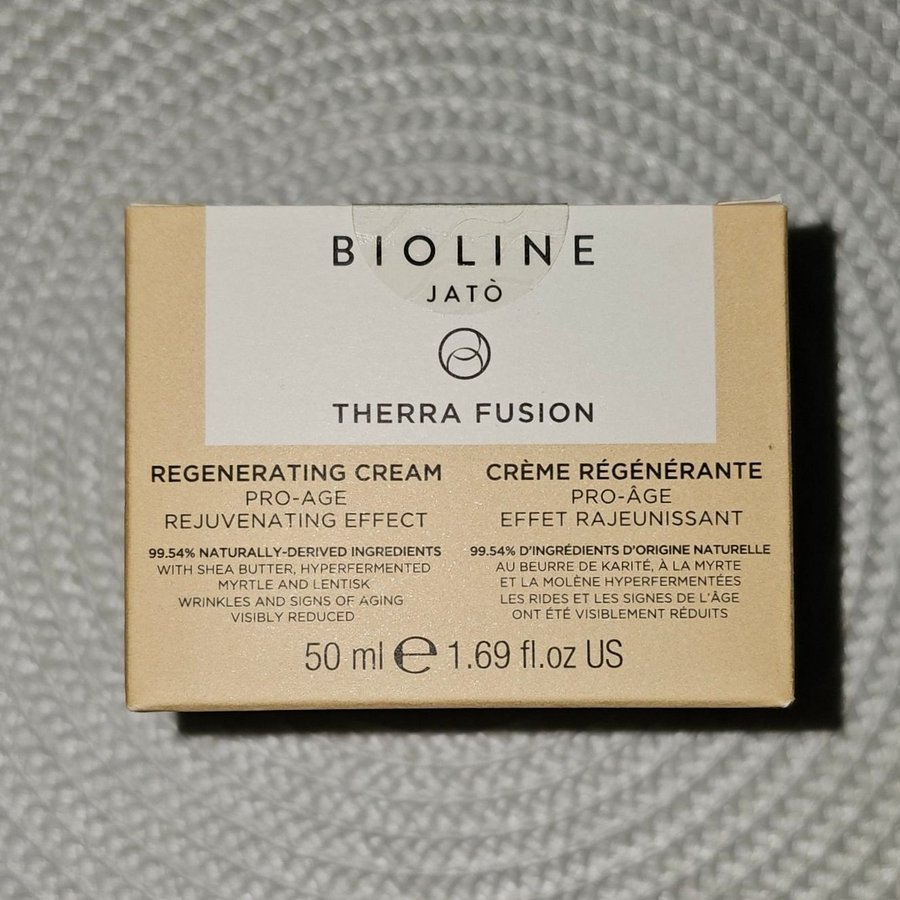 BIOLINE
JATÒ
THERRA FUSION
REGENERATING CREAM
PRO-AGE
REJUVENATING EFFECT
99.54% NATURALLY-DERIVED INGREDIENTS
WITH SHEA BUTTER, HYPERFERMENTED
MYRTLE AND LENTISK
WRINKLES AND SIGNS OF AGING
VISIBLY REDUCED
CRÈME RÉGÉNÉRANTE
PRO-ÂGE
EFFET RAJEUNISSANT
99.54% D'INGRÉDIENTS D'ORIGINE NATURELLE
AU BEURRE DE KARITÉ, À LA MYRTE
ET LA MOLÈNE HYPERFERMENTÉES
LES RIDES ET LES SIGNES DE L'ÂGE
ONT ÉTÉ VISIBLEMENT RÉDUITS
50 ml ℮ 1.69 fl.oz US